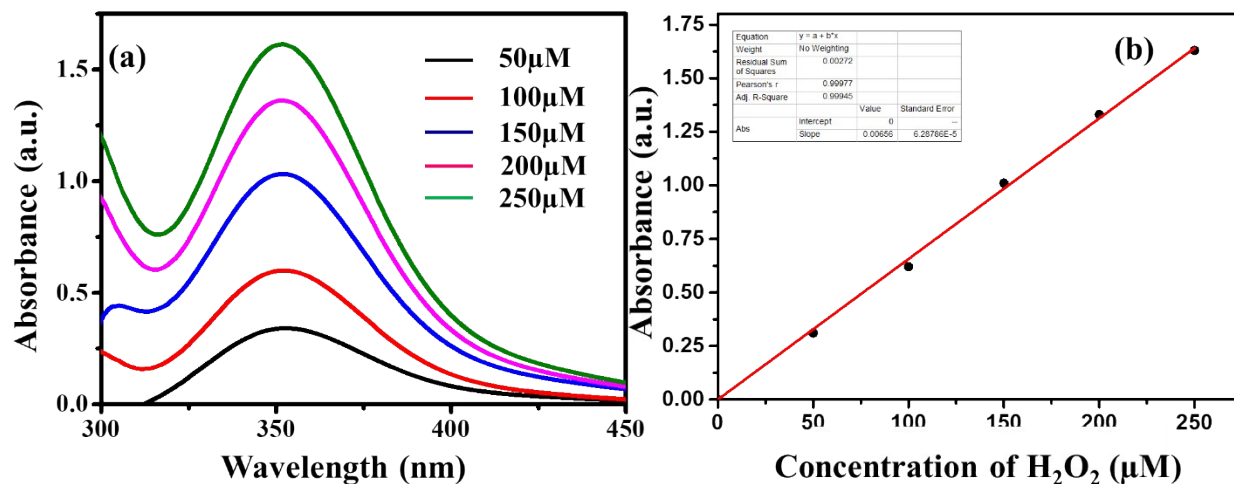 (a)
50μM
100μM
150μM
200μM
250μM
Absorbance (a.u.)
1.5
1.0
0.5
0.0
300
350
400
450
Wavelength (nm)
(b)
Equation y = a + b*x
Weight No Weighting
Residual Sum of Squares 0.00272
Pearson's r 0.99977
Adj. R-Square 0.99945
Value Standard Error
Abs Intercept 0 --
Slope 0.00656 6.28786E-5
Absorbance (a.u.)
1.75
1.50
1.25
1.00
0.75
0.50
0.25
0.00
0
50
100
150
200
250
Concentration of H₂O₂ (μM)